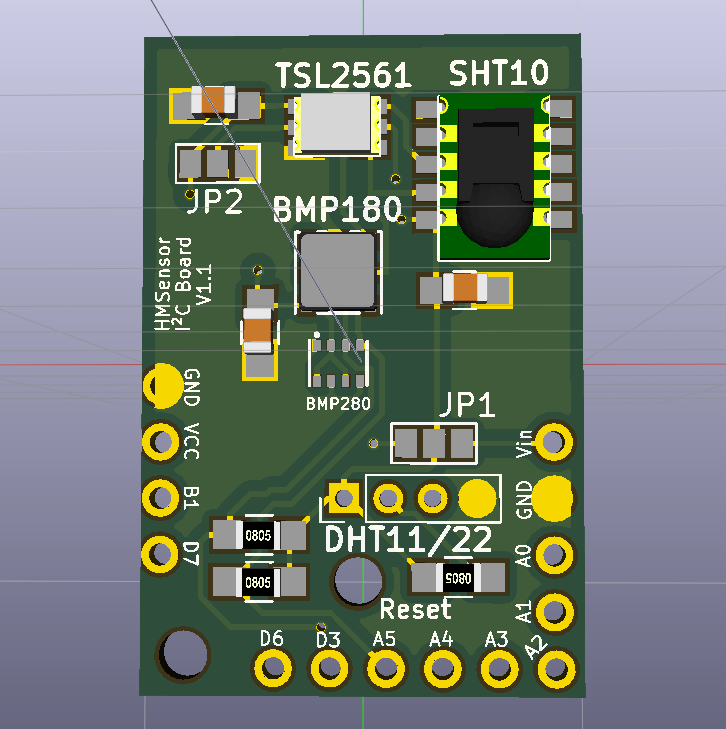 TSL2561
SHT10
JP2
BMP180
HMSensor
I²C Board
V1.1
BMP280
GND
JP1
VCC
Vin
B1
GND
DHT11/22
D7
0805
A0
0805
0805
Reset
A1
D6
D3
A5
A4
A3
A2